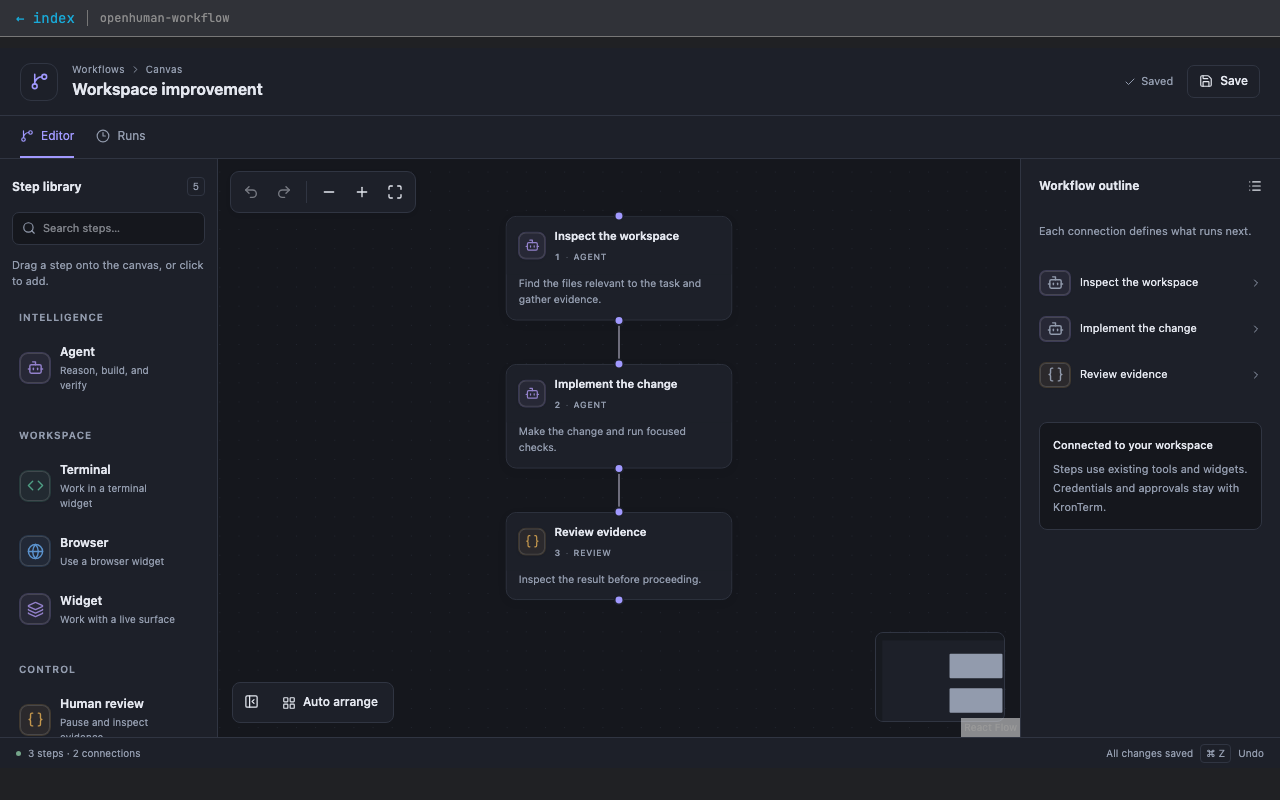 ← index
openhuman-workflow
Workflows > Canvas
Workspace improvement
Saved
Save
Editor
Runs
Step library
5
Search steps...
Drag a step onto the canvas, or click
to add.
INTELLIGENCE
Agent
Reason, build, and
verify
WORKSPACE
Terminal
Work in a terminal
widget
Browser
Use a browser widget
Widget
Work with a live surface
CONTROL
Human review
Pause and inspect
evidence
Inspect the workspace
1 · AGENT
Find the files relevant to the task and
gather evidence.
Implement the change
2 · AGENT
Make the change and run focused
checks.
Review evidence
3 · REVIEW
Inspect the result before proceeding.
Auto arrange
React Flow
Workflow outline
Each connection defines what runs next.
Inspect the workspace
Implement the change
Review evidence
Connected to your workspace
Steps use existing tools and widgets.
Credentials and approvals stay with
KronTerm.
3 steps · 2 connections
All changes saved
⌘ Z
Undo